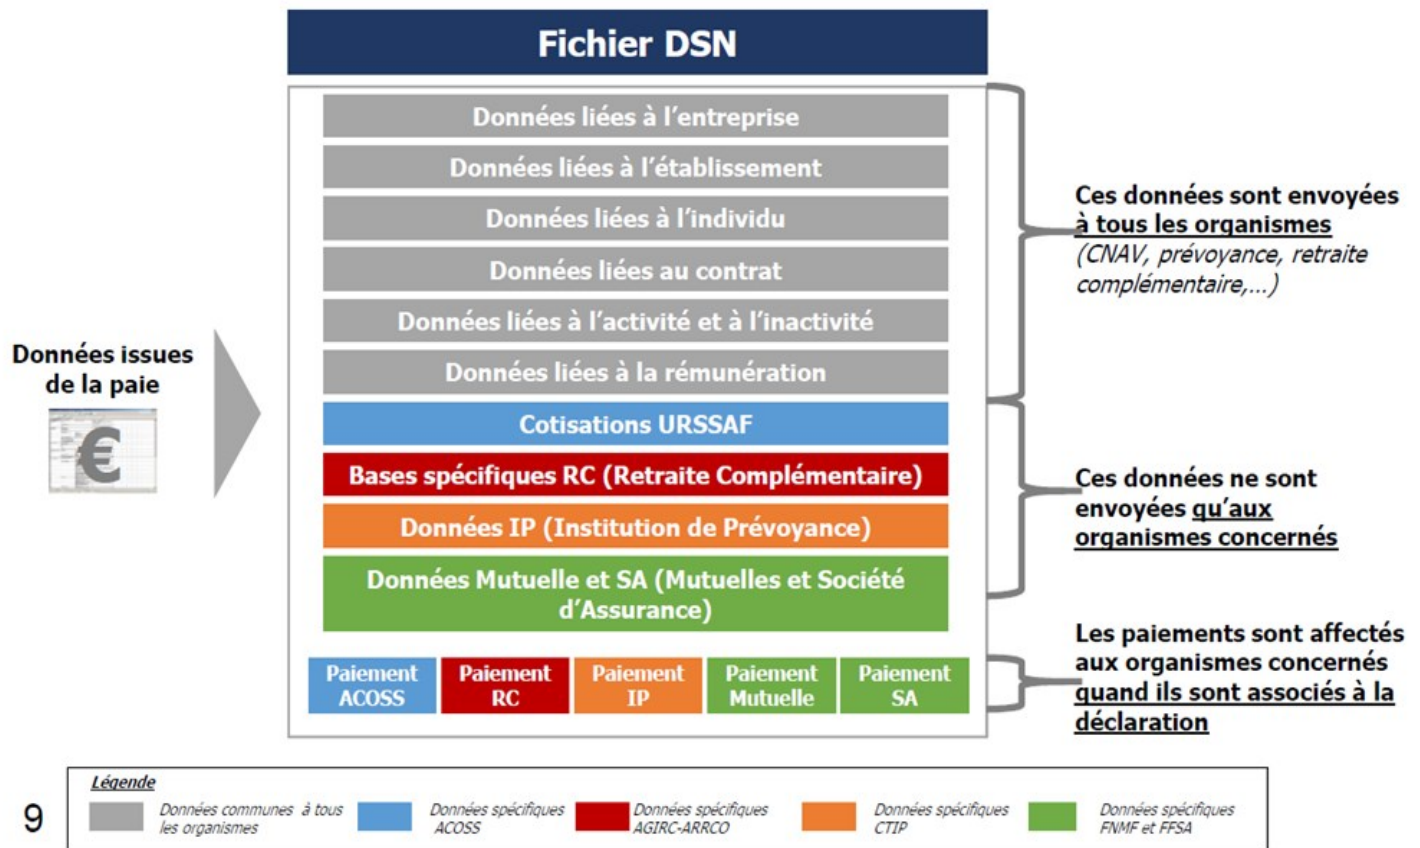 Fichier DSN
Données liées à l'entreprise
Données liées à l'établissement
Données liées à l'individu
Données liées au contrat
Données liées à l'activité et à l'inactivité
Données liées à la rémunération
Cotisations URSSAF
Bases spécifiques RC (Retraite Complémentaire)
Données IP (Institution de Prévoyance)
Données Mutuelle et SA (Mutuelles et Société
d'Assurance)
Paiement
ACOSS
Paiement
RC
Paiement
IP
Paiement
Mutuelle
Paiement
SA
Données issues
de la paie
€
Ces données sont envoyées
à tous les organismes
(CNAV, prévoyance, retraite
complémentaire,...)
Ces données ne sont
envoyées qu'aux
organismes concernés
Les paiements sont affectés
aux organismes concernés
quand ils sont associés à la
déclaration
9
Légende
Données communes à tous
les organismes
Données spécifiques
ACOSS
Données spécifiques
AGIRC-ARRCO
Données spécifiques
CTIP
Données spécifiques
FNMF et FFSA